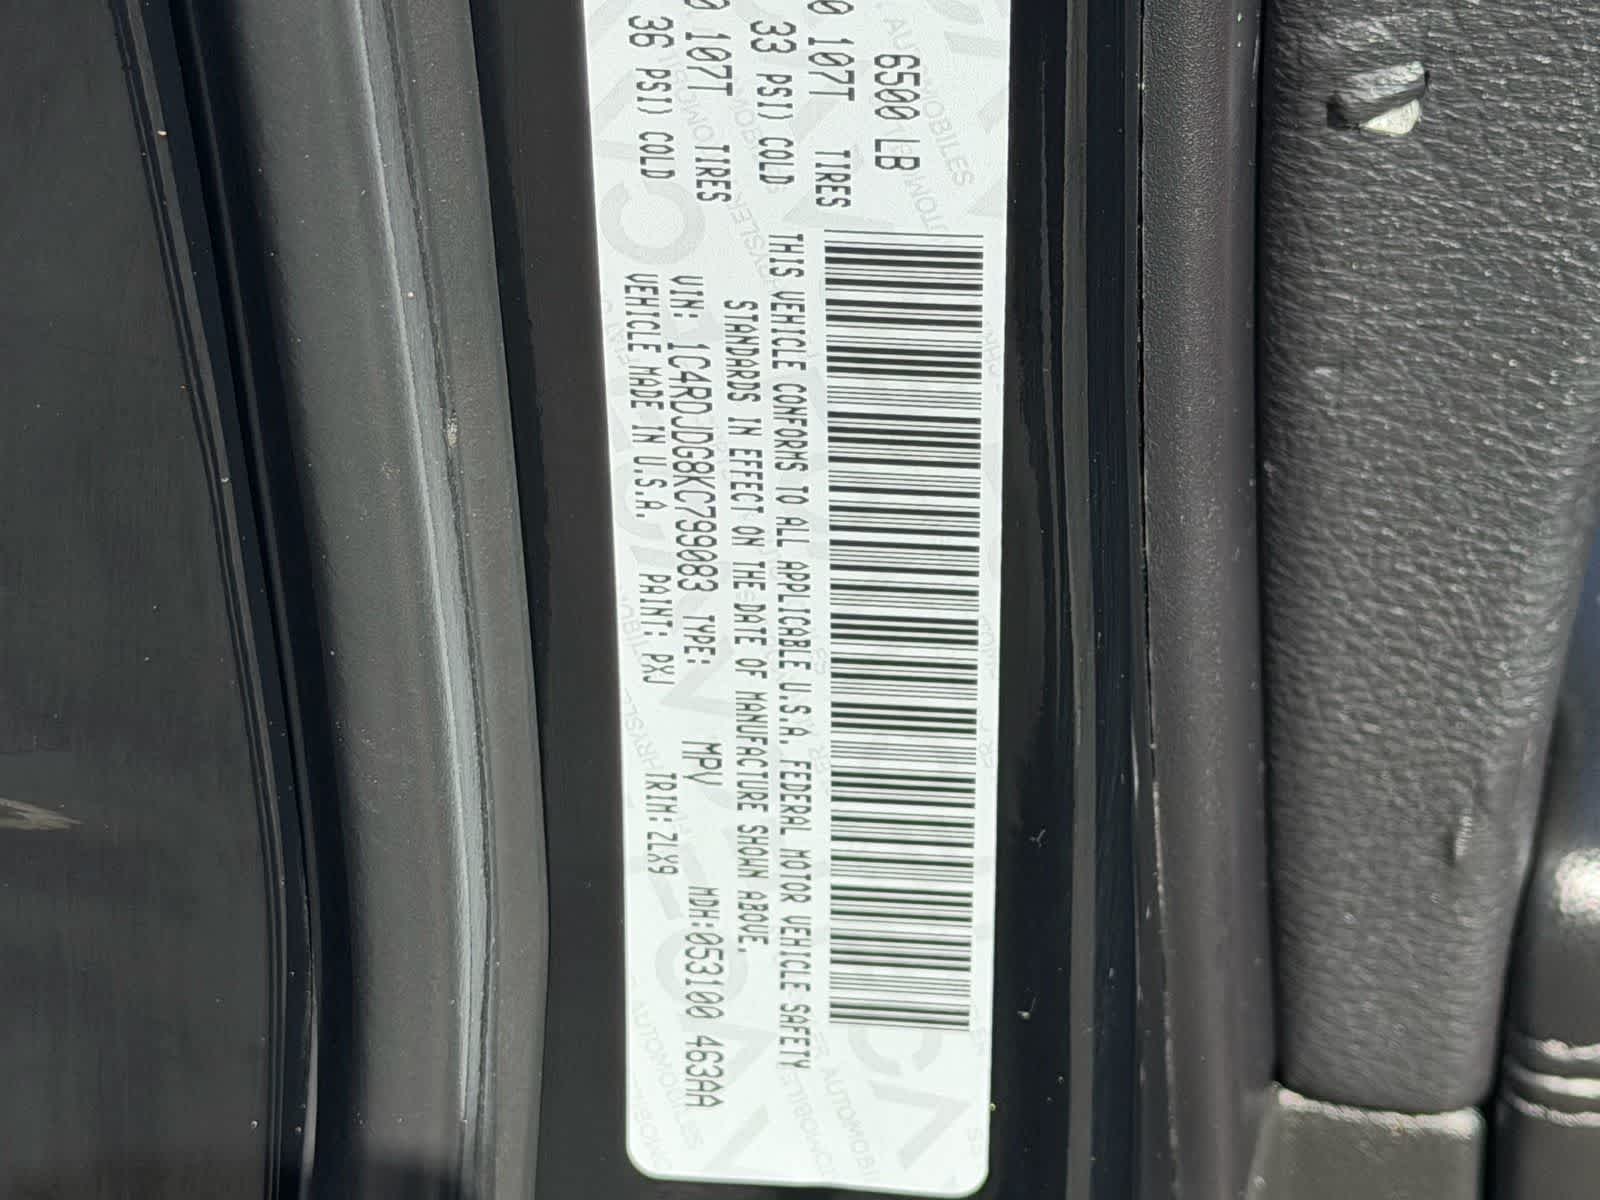 6500 LB
0 107T TIRES
33 PSI) COLD
0 107T TIRES
36 PSI) COLD
THIS VEHICLE CONFORMS TO ALL APPLICABLE U.S.A. FEDERAL MOTOR VEHICLE SAFETY
STANDARDS IN EFFECT ON THE DATE OF MANUFACTURE SHOWN ABOVE.
VIN: 1C4RDJDG8KC799083 TYPE: MPV MDH:053100 463AA
VEHICLE MADE IN U.S.A. PAINT: PXJ TRIM:ZLX9